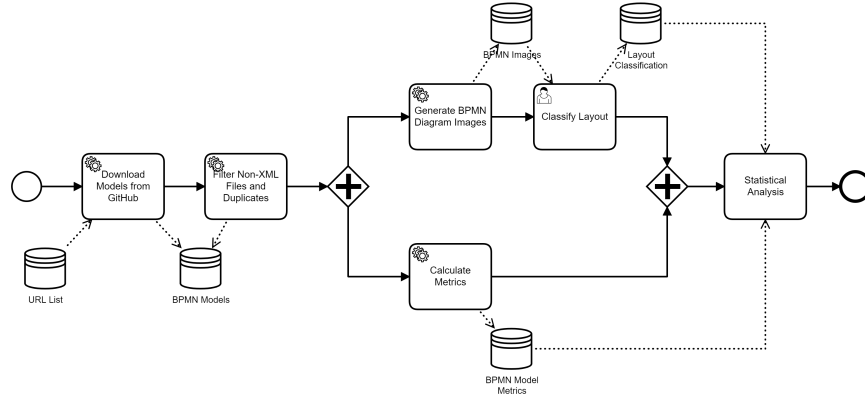 BPMN Images
Layout
Classification
Generate BPMN
Diagram Images
Classify Layout
Download
Models from
GitHub
Filter Non-XML
Files and
Duplicates
Statistical
Analysis
URL List
BPMN Models
Calculate
Metrics
BPMN Model
Metrics